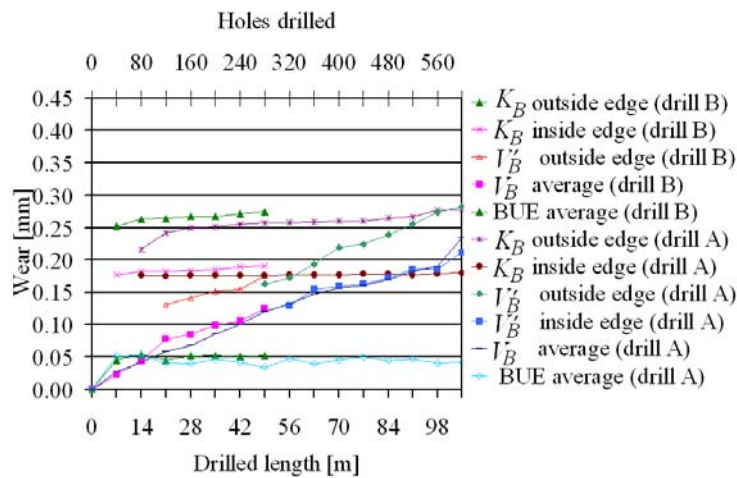 Holes drilled
0 80 160 240 320 400 480 560
0.45
0.40
0.35
0.30
0.25
0.20
0.15
0.10
0.05
0.00
Wear [mm]
0 14 28 42 56 70 84 98
Drilled length [m]
K_B outside edge (drill B)
K_B inside edge (drill B)
V'_B outside edge (drill B)
V_B average (drill B)
BUE average (drill B)
K_B outside edge (drill A)
K_B inside edge (drill A)
V'_B outside edge (drill A)
V'_B inside edge (drill A)
V_B average (drill A)
BUE average (drill A)